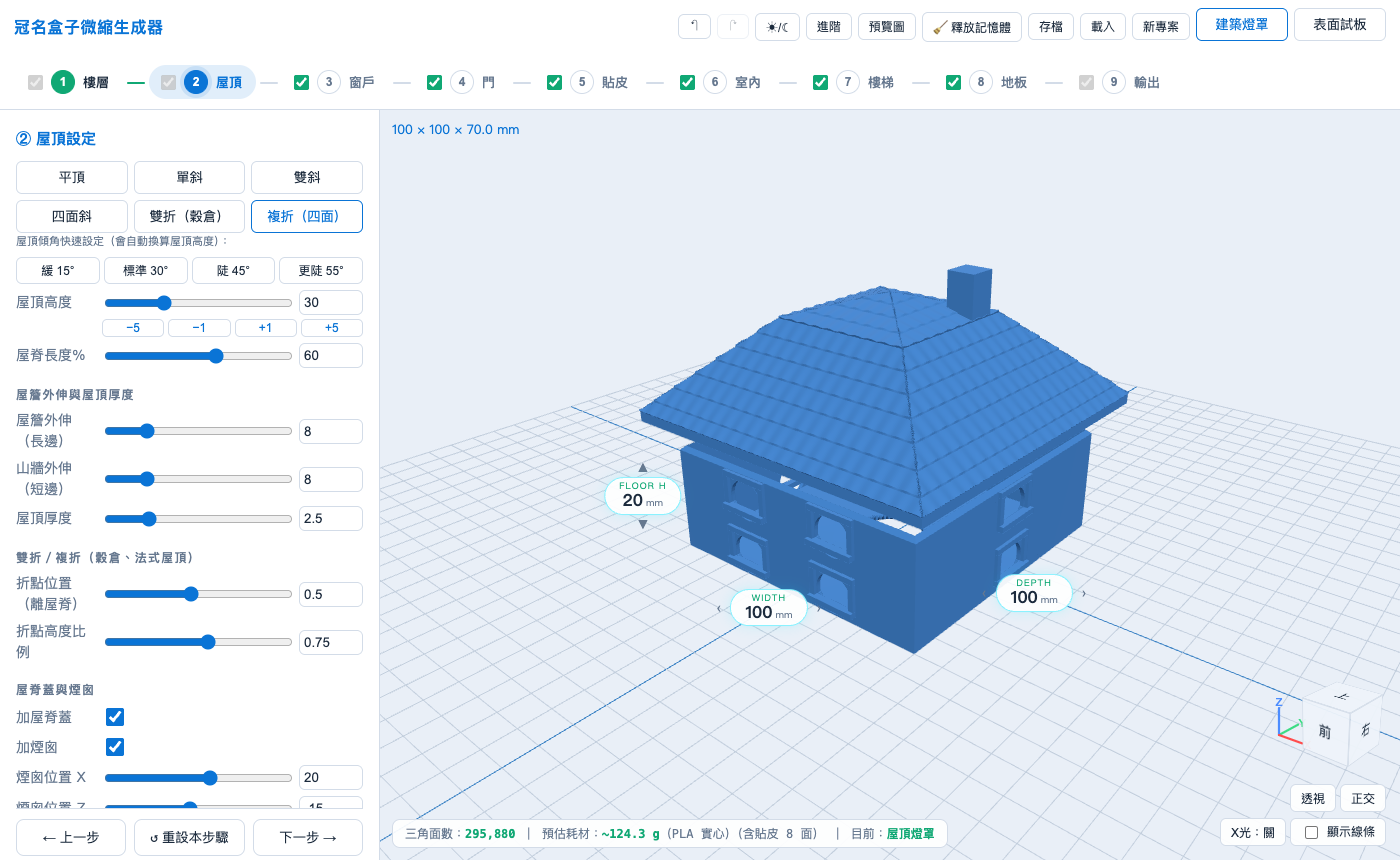 冠名盒子微縮生成器
↰ ↱ ☀/☾ 進階 預覽圖 🧹 釋放記憶體 存檔 載入 新專案 建築燈罩 表面試板
1 樓層 2 屋頂 3 窗戶 4 門 5 貼皮 6 室內 7 樓梯 8 地板 9 輸出
② 屋頂設定
平頂 單斜 雙斜
四面斜 雙折（穀倉） 複折（四面）
屋頂傾角快速設定（會自動換算屋頂高度）：
緩 15° 標準 30° 陡 45° 更陡 55°
屋頂高度 30
−5 −1 +1 +5
屋脊長度% 60
屋簷外伸與屋頂厚度
屋簷外伸
（長邊） 8
山牆外伸
（短邊） 8
屋頂厚度 2.5
雙折 / 複折（穀倉、法式屋頂）
折點位置
（離屋脊） 0.5
折點高度比
例 0.75
屋脊蓋與煙囪
加屋脊蓋
加煙囪
煙囪位置 X 20
← 上一步 ↺ 重設本步驟 下一步 →
100 × 100 × 70.0 mm
FLOOR H
20 mm
WIDTH
100 mm
DEPTH
100 mm
Z
前
右
透視 正交
X光：關 顯示線條
三角面數：295,880 | 預估耗材：~124.3 g (PLA 實心) (含貼皮 8 面) | 目前：屋頂燈罩